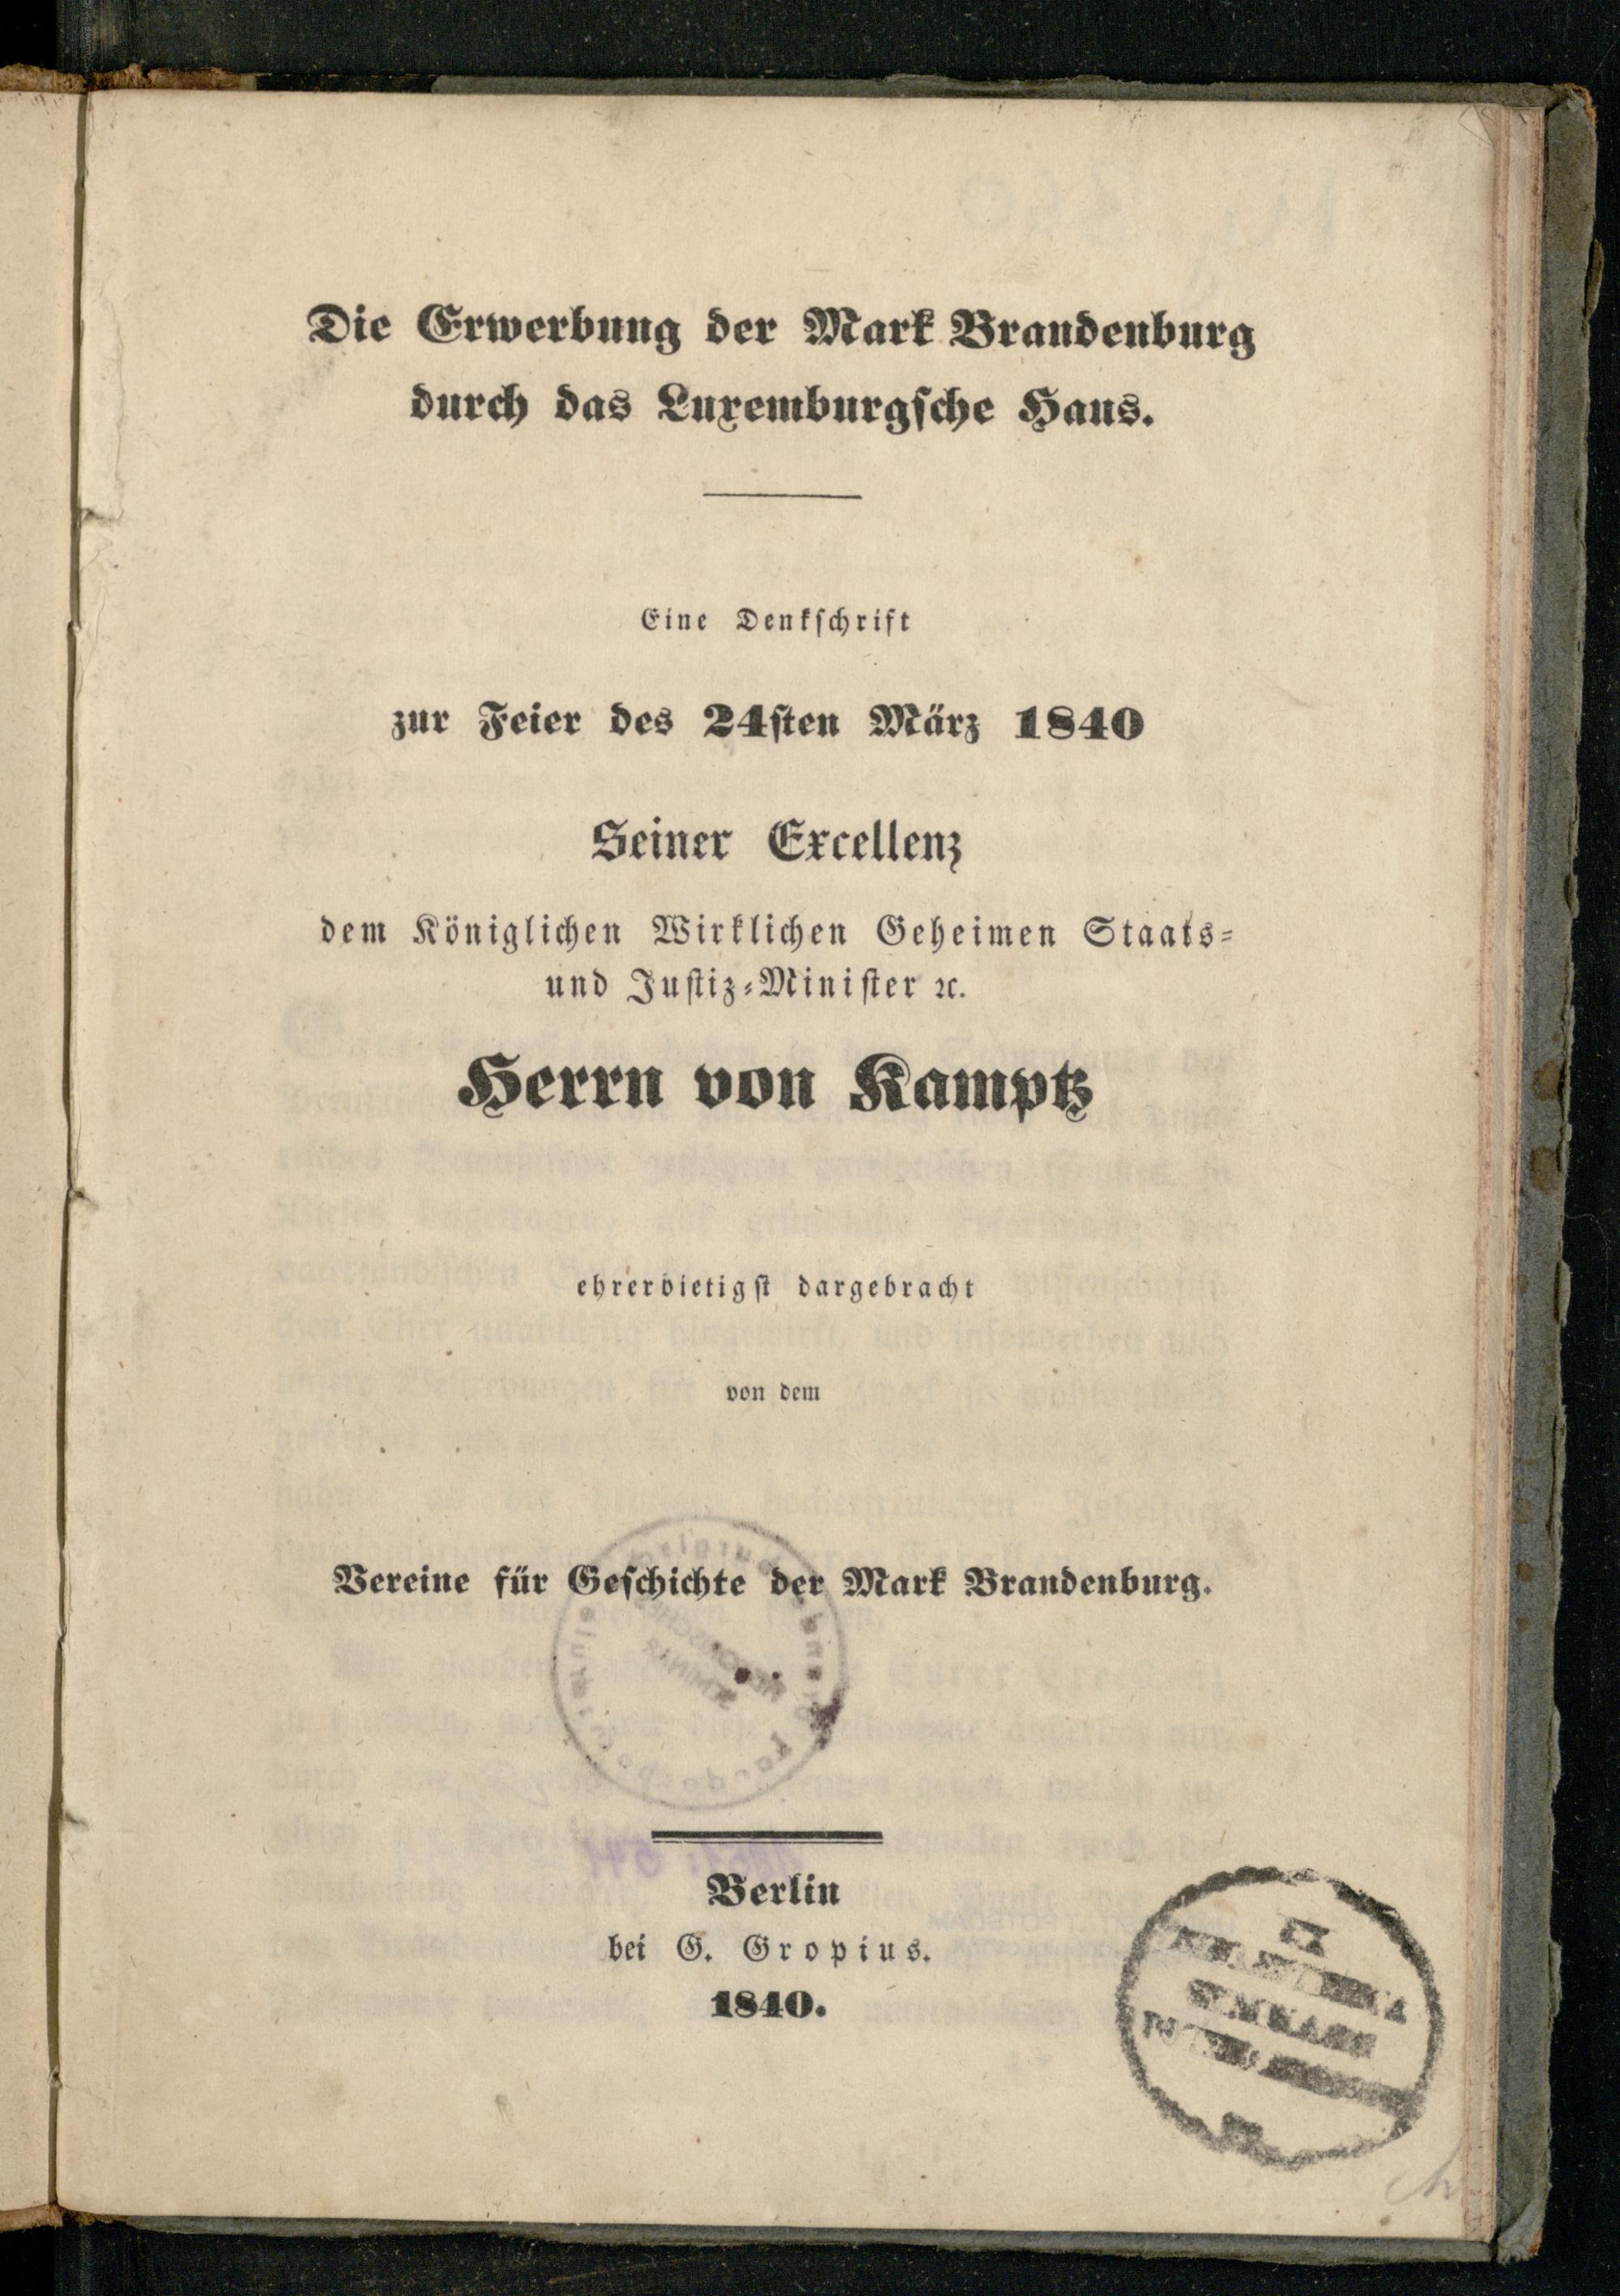 Die Erwerbung der Mark Brandenburg
durch das Luxemburgsche Haus.
Eine Denkschrift
zur Feier des 24sten März 1840
Seiner Excellenz
dem Königlichen Wirklichen Geheimen Staats-
und Justiz-Minister ꝛc.
Herrn von Kamptz
ehrerbietigst dargebracht
von dem
Vereine für Geschichte der Mark Brandenburg.
Berlin
bei G. Gropius.
1840.